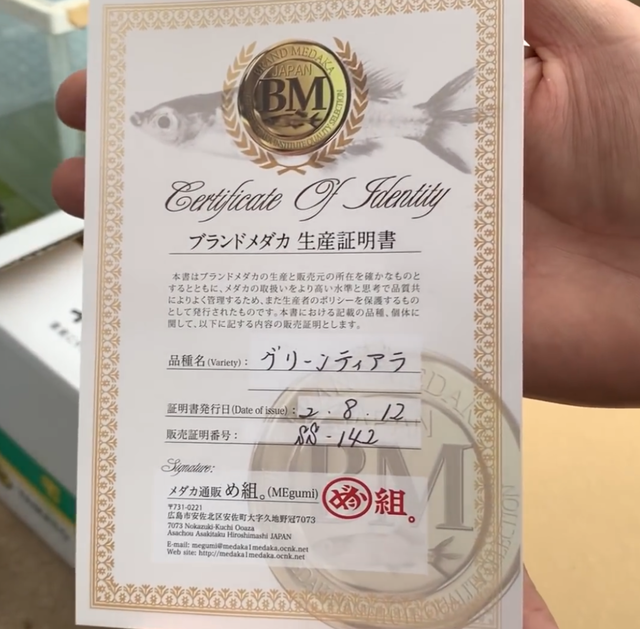 BRAND MEDAKA
JAPAN
BM
Certificate Of Identity
ブランドメダカ 生産証明書
本書はブランドメダカの生産と販売元の所在を確かなものと
するとともに、メダカの取扱いをより高い水準と思考で品質共
によりよく管理するため、また生産者のポリシーを保護するもの
として発行されたものです。本書における記載の品種、個体に
関して、以下に記する内容の販売証明とします。
品種名(Variety): グリーンティアラ
証明書発行日(Date of issue): 2.8.12
販売証明番号: SS-142
Signature:
メダカ通販 め組。(MEgumi) め組。
〒731-0221
広島市安佐北区安佐町大字久地野冠7073
7073 Nokazuki-Kuchi Ooaza
Asachou Asakitaku Hiroshimashi JAPAN
E-mail: megumi@medaka1medaka.ocnk.net
Web site: http://medaka1medaka.ocnk.net